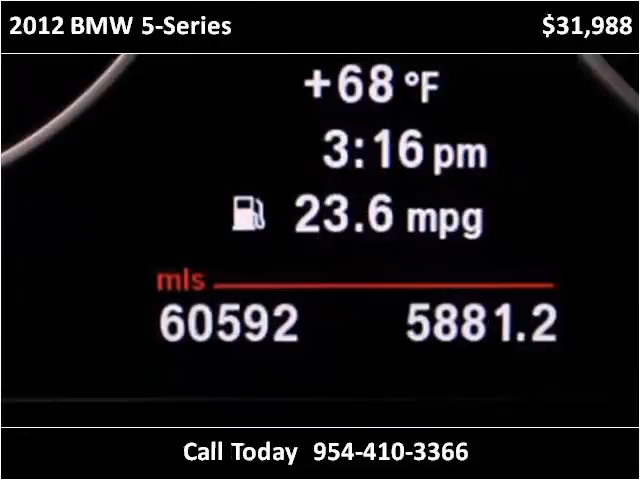 2012 BMW 5-Series $31,988
+68 °F
3:16 pm
23.6 mpg
mls
60592 5881.2
Call Today 954-410-3366